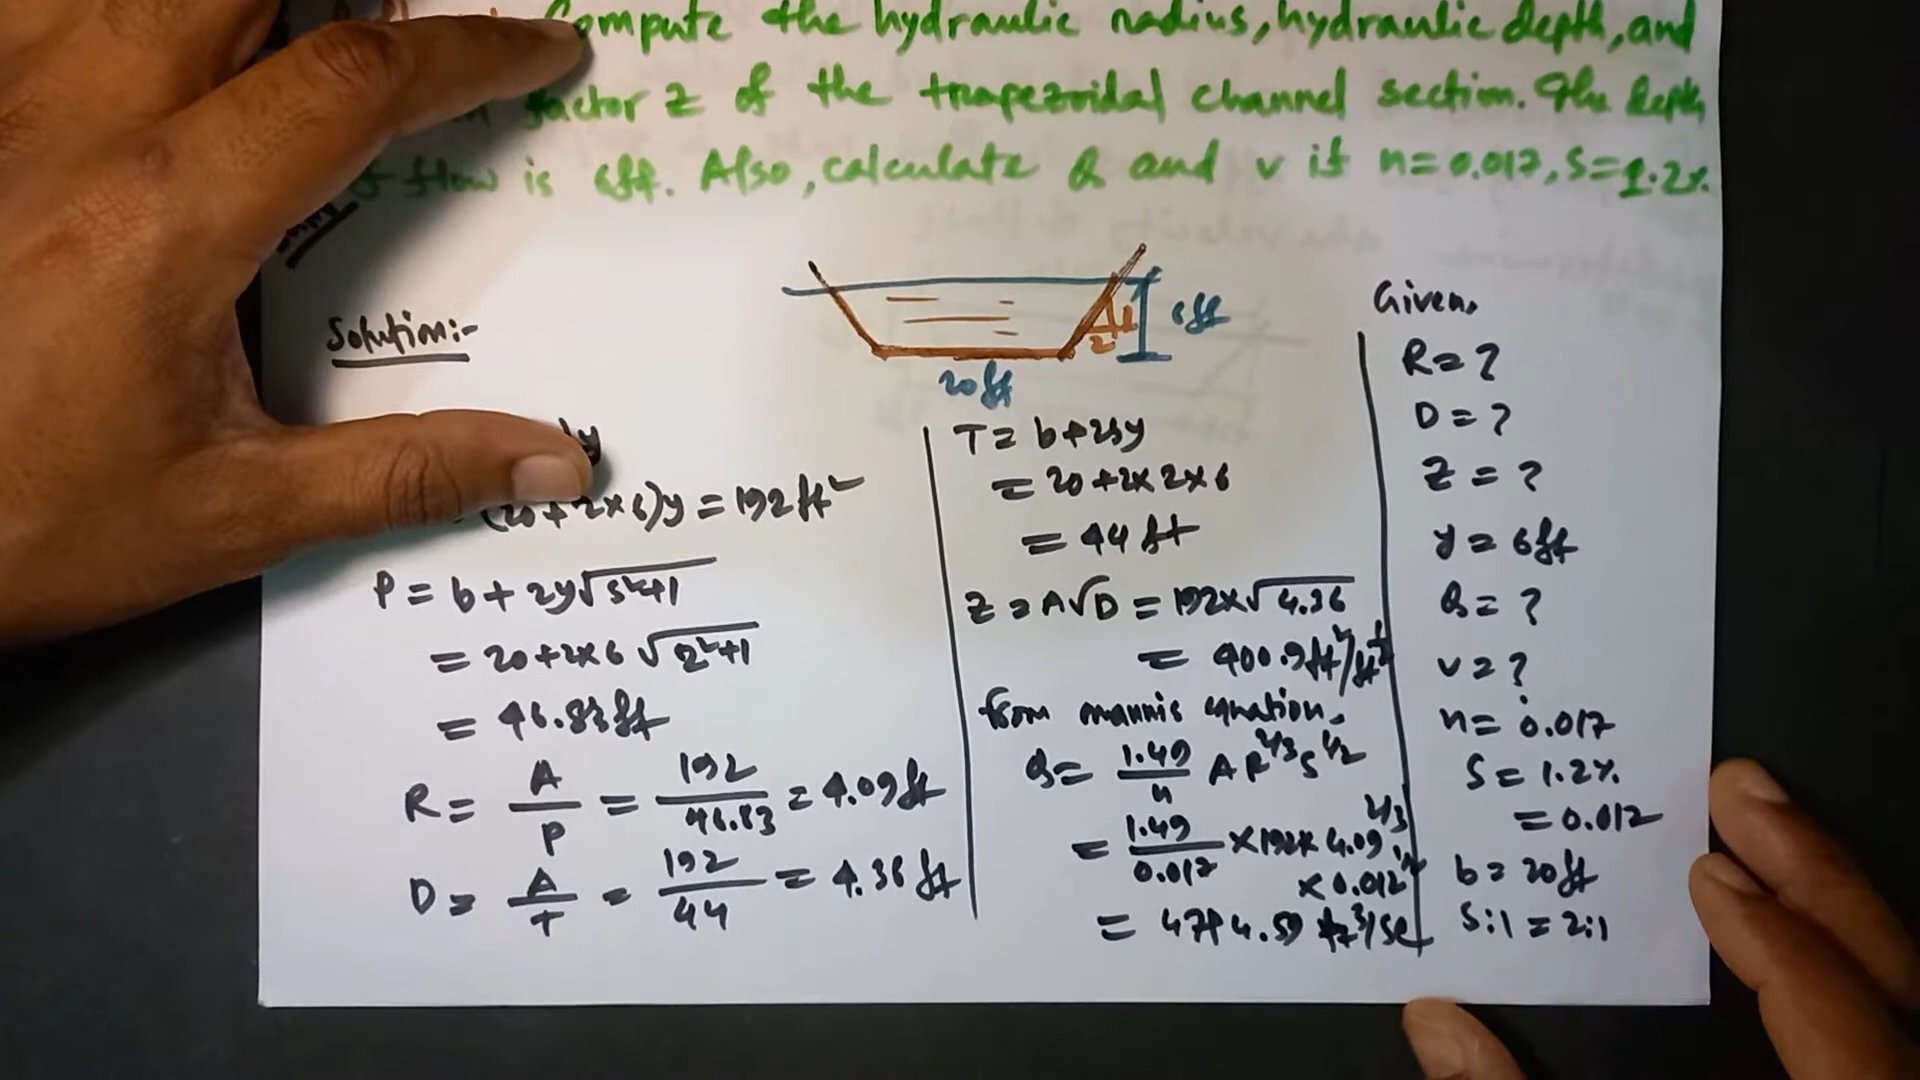 Compute the hydraulic radius, hydraulic depth, and
factor Z of the trapezoidal channel section. The depth
of flow is 6ft. Also, calculate Q and v if n=0.017, S=1.2%.
6ft
1
2
20ft
Solution:-
y
(20+2×6)y = 192 ft²
P = b + 2y√s²+1
= 20+2×6 √2²+1
= 46.83 ft
R = A/P = 192/46.83 = 4.09 ft
D = A/T = 192/44 = 4.36 ft
T = b+2sy
= 20+2×2×6
= 44 ft
Z = A√D = 192×√4.36
= 400.9 ft²/ft
from mannis equation,
Q = 1.49/n A R^2/3 S^1/2
= 1.49/0.017 × 192 × 4.09^2/3
× 0.012
= 4714.59 ft³/sec
Given,
R = ?
D = ?
Z = ?
y = 6ft
Q = ?
v = ?
n = 0.017
S = 1.2%
= 0.012
b = 20ft
S:1 = 2:1